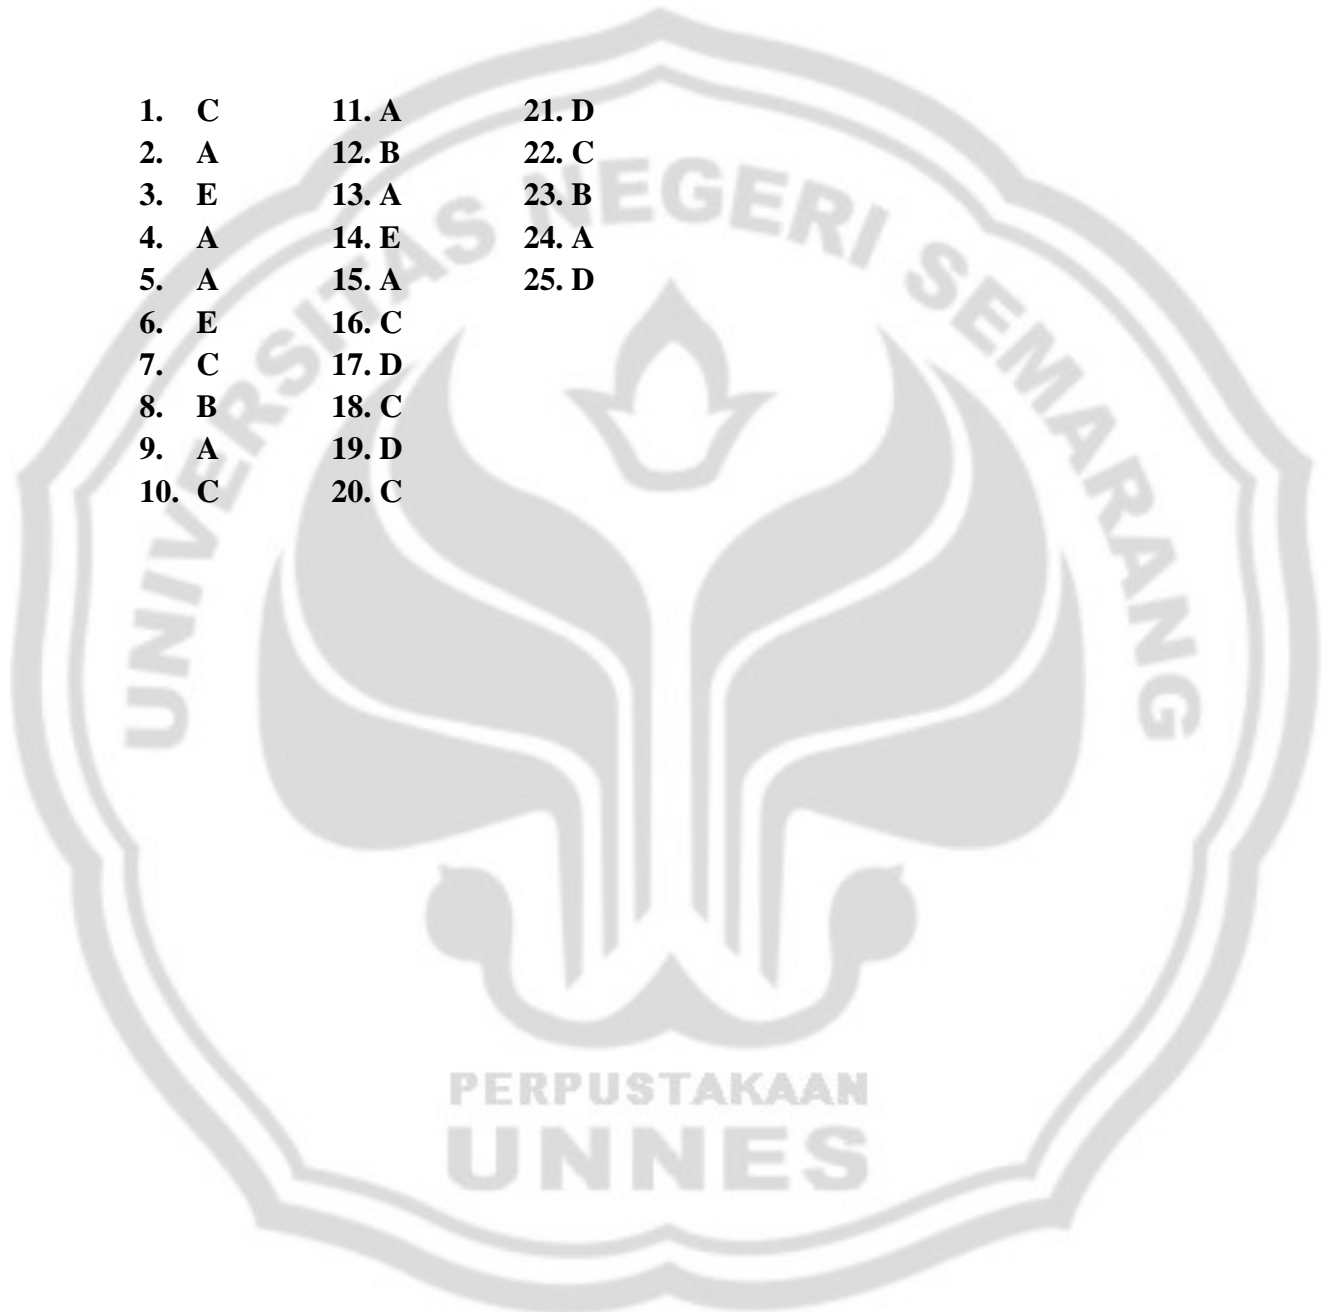 1. C
2. A
3. E
4. A
5. A
6. E
7. C
8. B
9. A
10. C
11. A
12. B
13. A
14. E
15. A
16. C
17. D
18. C
19. D
20. C
21. D
22. C
23. B
24. A
25. D
UNIVERSITAS NEGERI SEMARANG
PERPUSTAKAAN
UNNES